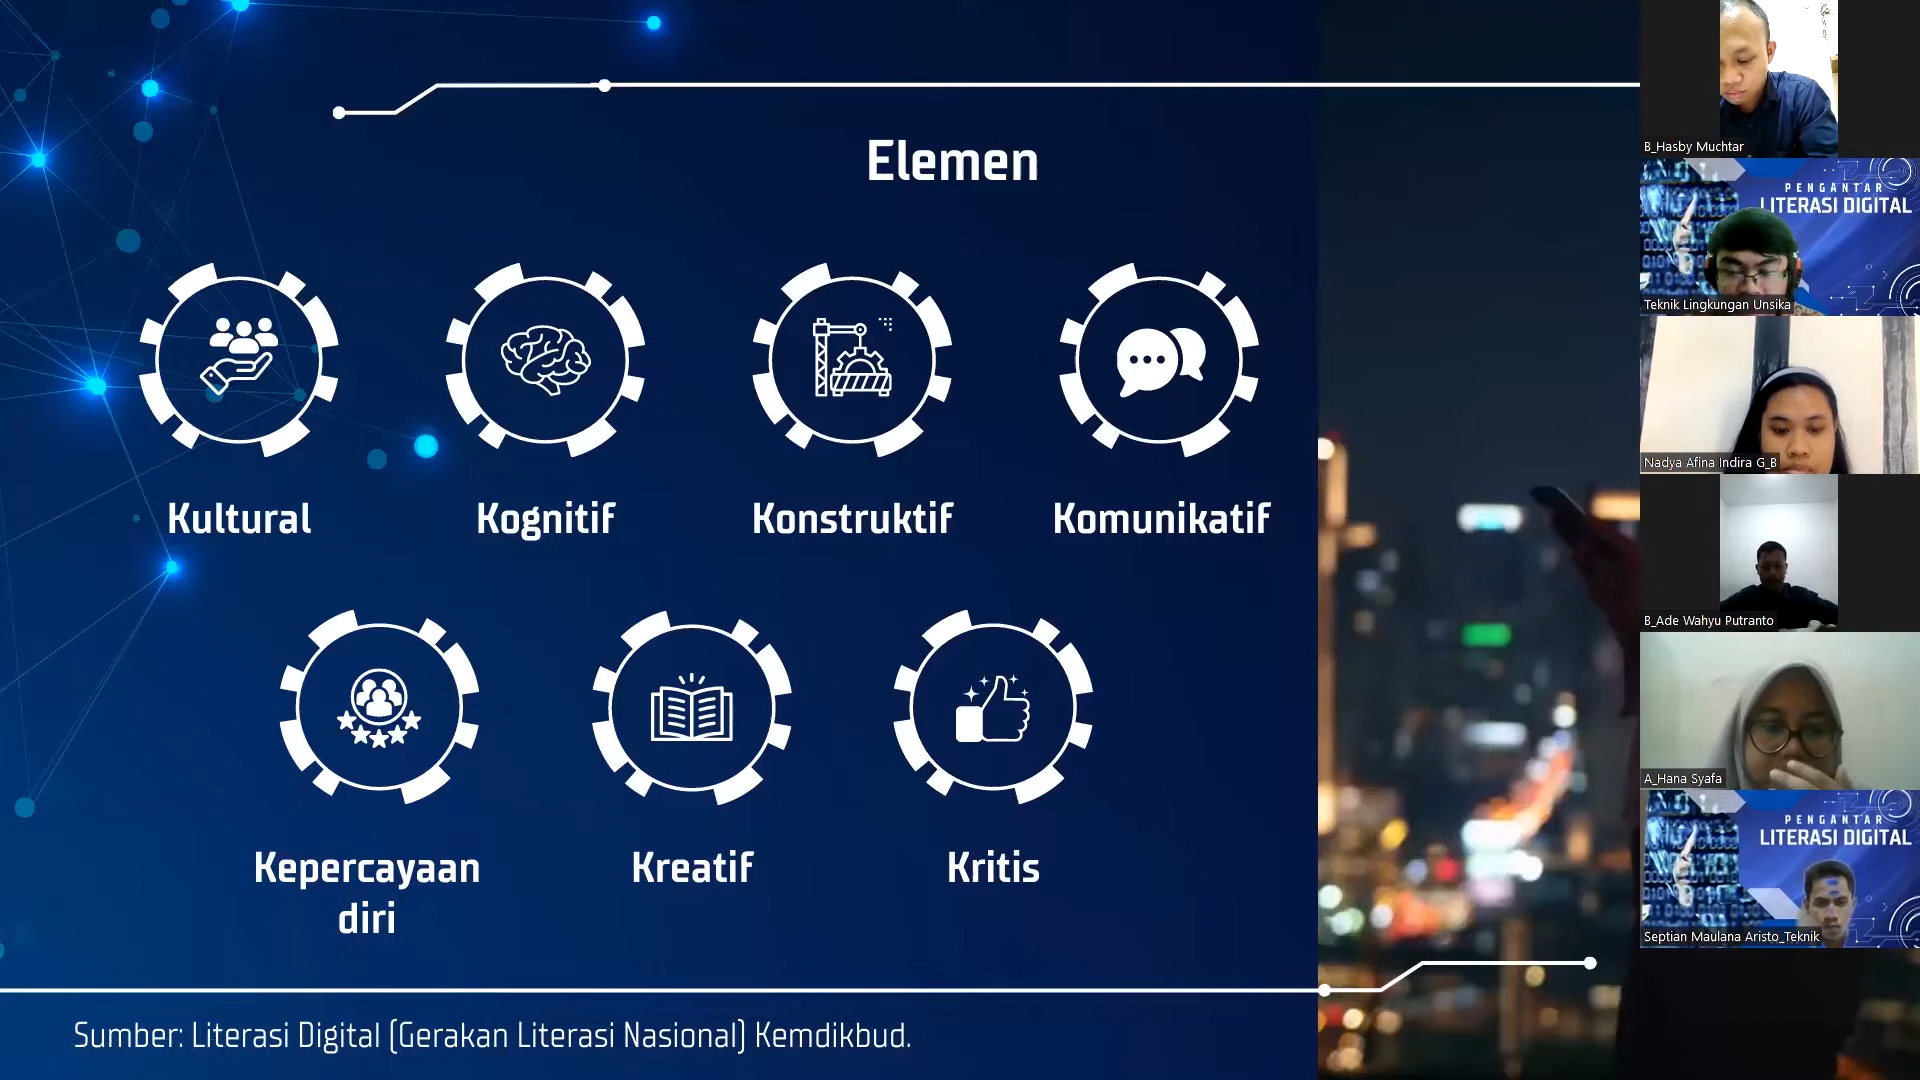 Elemen
Kultural
Kognitif
Konstruktif
Komunikatif
Kepercayaan
diri
Kreatif
Kritis
Sumber: Literasi Digital (Gerakan Literasi Nasional) Kemdikbud.
B_Hasby Muchtar
PENGANTAR
LITERASI DIGITAL
Teknik Lingkungan Unsika
Nadya Afina Indira G_B
B_Ade Wahyu Putranto
A_Hana Syafa
PENGANTAR
LITERASI DIGITAL
Septian Maulana Aristo_Teknik